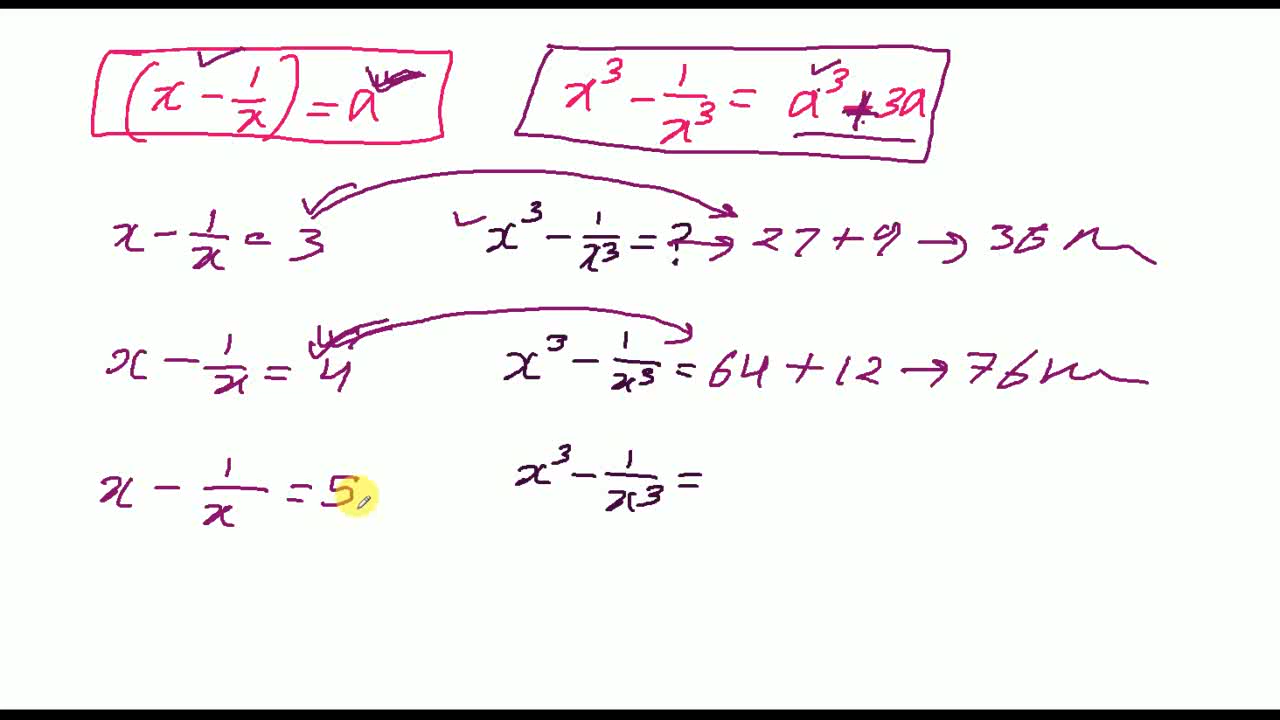 (x - 1/x) = a x³ - 1/x³ = a³ + 3a
x - 1/x = 3 x³ - 1/x³ = ? → 27 + 9 → 36
x - 1/x = 4 x³ - 1/x³ = 64 + 12 → 76
x - 1/x = 5 x³ - 1/x³ =